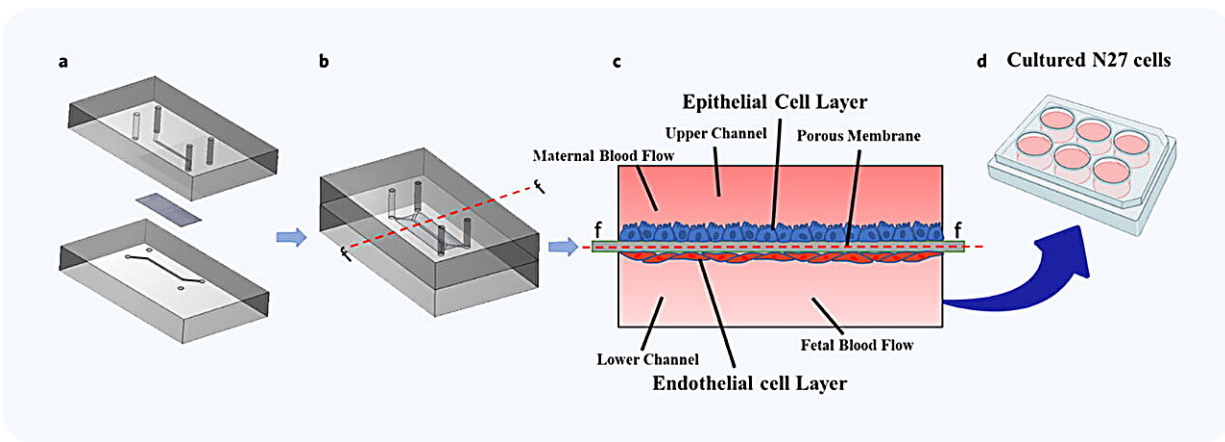 a
b
c
d
Cultured N27 cells
Epithelial Cell Layer
Upper Channel
Porous Membrane
Maternal Blood Flow
f
f
f
f
Lower Channel
Fetal Blood Flow
Endothelial cell Layer